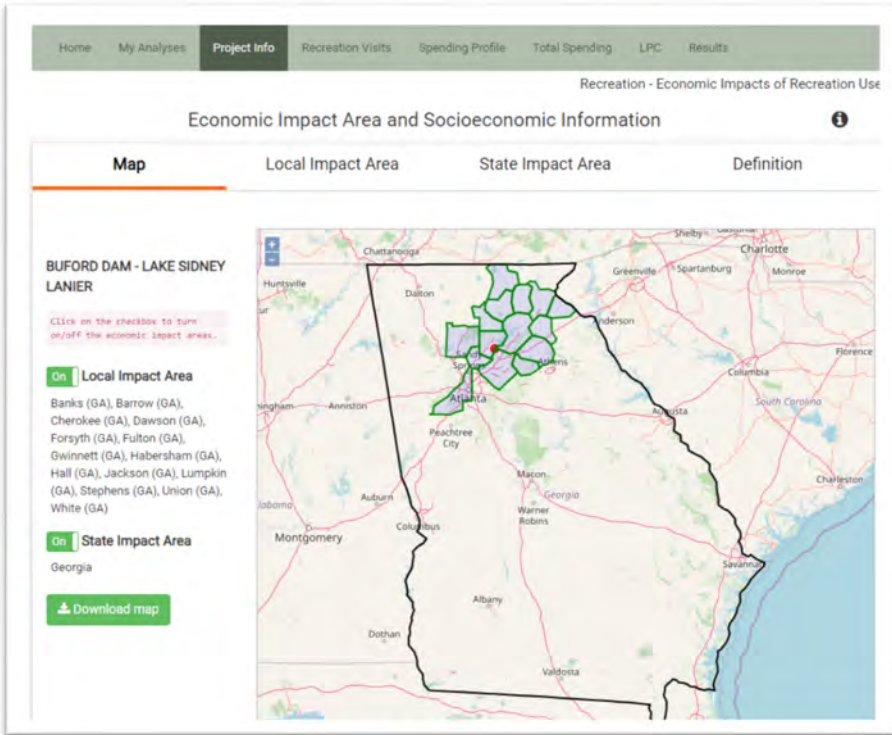 Home My Analyses Project Info Recreation Visits Spending Profile Total Spending LPC Results
Recreation - Economic Impacts of Recreation Use
Economic Impact Area and Socioeconomic Information
Map Local Impact Area State Impact Area Definition
BUFORD DAM - LAKE SIDNEY
LANIER
Click on the checkbox to turn
on/off the economic impact areas.
On Local Impact Area
Banks (GA), Barrow (GA),
Cherokee (GA), Dawson (GA),
Forsyth (GA), Fulton (GA),
Gwinnett (GA), Habersham (GA),
Hall (GA), Jackson (GA), Lumpkin
(GA), Stephens (GA), Union (GA),
White (GA)
On State Impact Area
Georgia
Download map
+
−
Shelby
Chattanooga
Charlotte
Huntsville
Greenville
Spartanburg
Monroe
Dalton
Anderson
Sand
Spri
Athens
Florence
Columbia
Anniston
Atlanta
South Carolina
Augusta
Peachtree
City
Macon
Charleston
Auburn
Georgia
Warner
Robins
Columbus
Montgomery
Savannah
Albany
Dothan
Valdosta